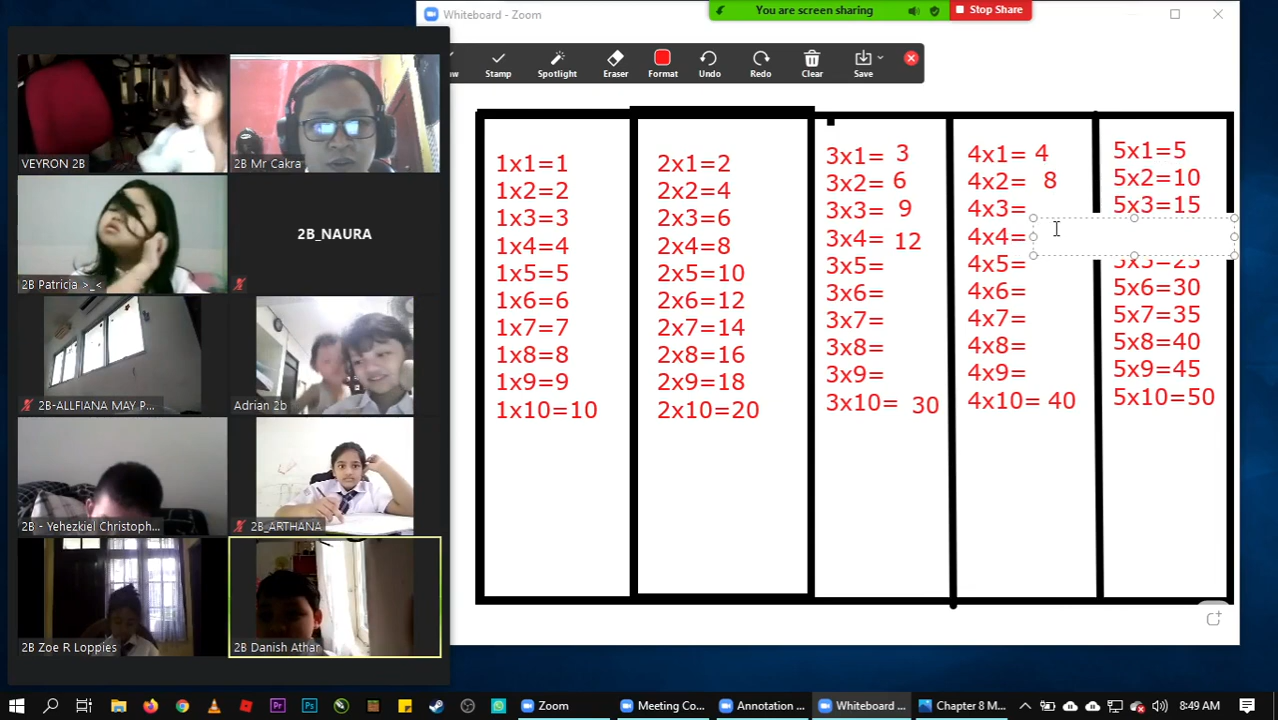 Whiteboard - Zoom
You are screen sharing
Stop Share
Stamp
Spotlight
Eraser
Format
Undo
Redo
Clear
Save
VEYRON 2B
2B Mr Cakra
2B Patricia >_<
2B_NAURA
2B-ALLFIANA MAY P...
Adrian 2b
2B - Yehezkiel Christoph...
2B_ARTHANA
2B Zoe R Loppies
2B Danish Athar
1x1=1
1x2=2
1x3=3
1x4=4
1x5=5
1x6=6
1x7=7
1x8=8
1x9=9
1x10=10
2x1=2
2x2=4
2x3=6
2x4=8
2x5=10
2x6=12
2x7=14
2x8=16
2x9=18
2x10=20
3x1= 3
3x2= 6
3x3= 9
3x4= 12
3x5=
3x6=
3x7=
3x8=
3x9=
3x10= 30
4x1= 4
4x2= 8
4x3=
4x4=
4x5=
4x6=
4x7=
4x8=
4x9=
4x10= 40
5x1=5
5x2=10
5x3=15
5x5=25
5x6=30
5x7=35
5x8=40
5x9=45
5x10=50
Zoom
Meeting Co...
Annotation ...
Whiteboard ...
Chapter 8 M...
8:49 AM